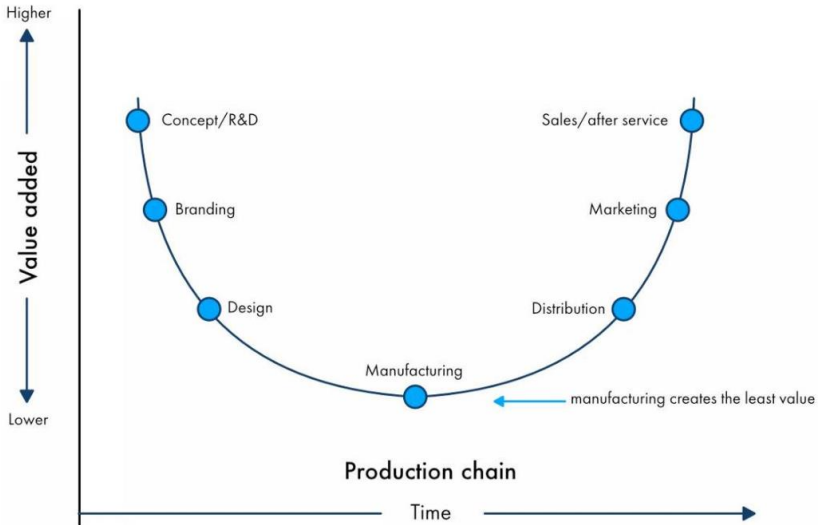 Higher
Value added
Lower
Concept/R&D
Sales/after service
Branding
Marketing
Design
Distribution
Manufacturing
manufacturing creates the least value
Production chain
Time